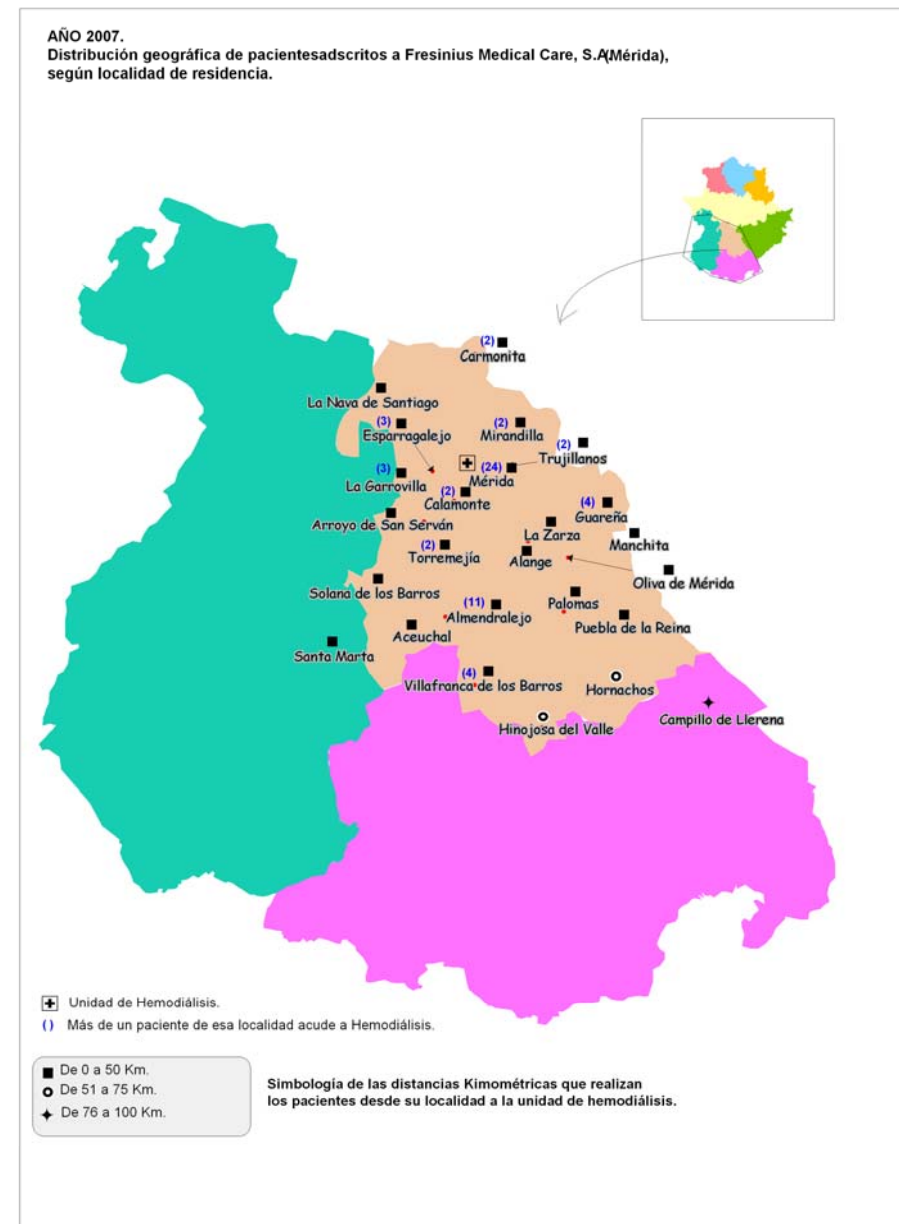 AÑO 2007.
Distribución geográfica de pacientesadscritos a Fresinius Medical Care, S.A(Mérida),
según localidad de residencia.
(2)
Carmonita
La Nava de Santiago
(3)
Esparragalejo
(2)
Mirandilla
(2)
Trujillanos
(24)
Mérida
(3)
La Garrovilla
(2)
Calamonte
(4)
Guareña
Arroyo de San Serván
La Zarza
Manchita
(2)
Torremejía
Alange
Oliva de Mérida
Solana de los Barros
Palomas
(11)
Almendralejo
Puebla de la Reina
Aceuchal
Santa Marta
(4)
Villafranca de los Barros
Hornachos
Hinojosa del Valle
Campillo de Llerena
Unidad de Hemodiálisis.
() Más de un paciente de esa localidad acude a Hemodiálisis.
De 0 a 50 Km.
De 51 a 75 Km.
De 76 a 100 Km.
Simbología de las distancias Kimométricas que realizan
los pacientes desde su localidad a la unidad de hemodiálisis.